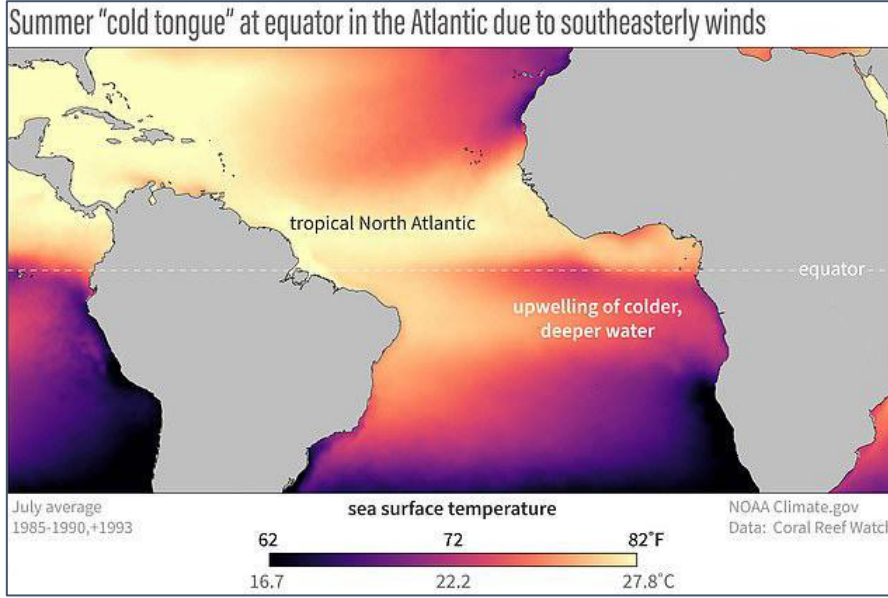 Summer "cold tongue" at equator in the Atlantic due to southeasterly winds
tropical North Atlantic
equator
upwelling of colder,
deeper water
July average
1985-1990,+1993
sea surface temperature
NOAA Climate.gov
Data: Coral Reef Watch
62 72 82°F
16.7 22.2 27.8°C